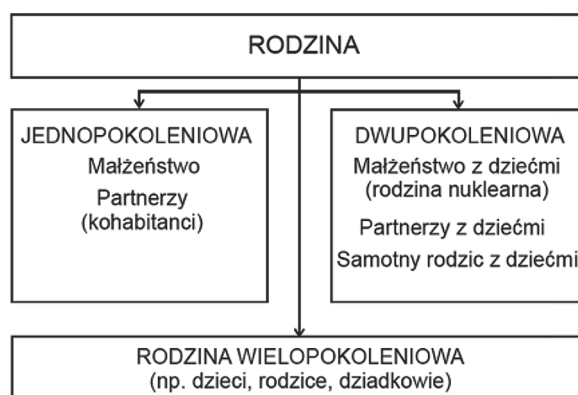 RODZINA
JEDNOPOKOLENIOWA
Małżeństwo
Partnerzy
(kohabitanci)
DWUPOKOLENIOWA
Małżeństwo z dziećmi
(rodzina nuklearna)
Partnerzy z dziećmi
Samotny rodzic z dziećmi
RODZINA WIELOPOKOLENIOWA
(np. dzieci, rodzice, dziadkowie)